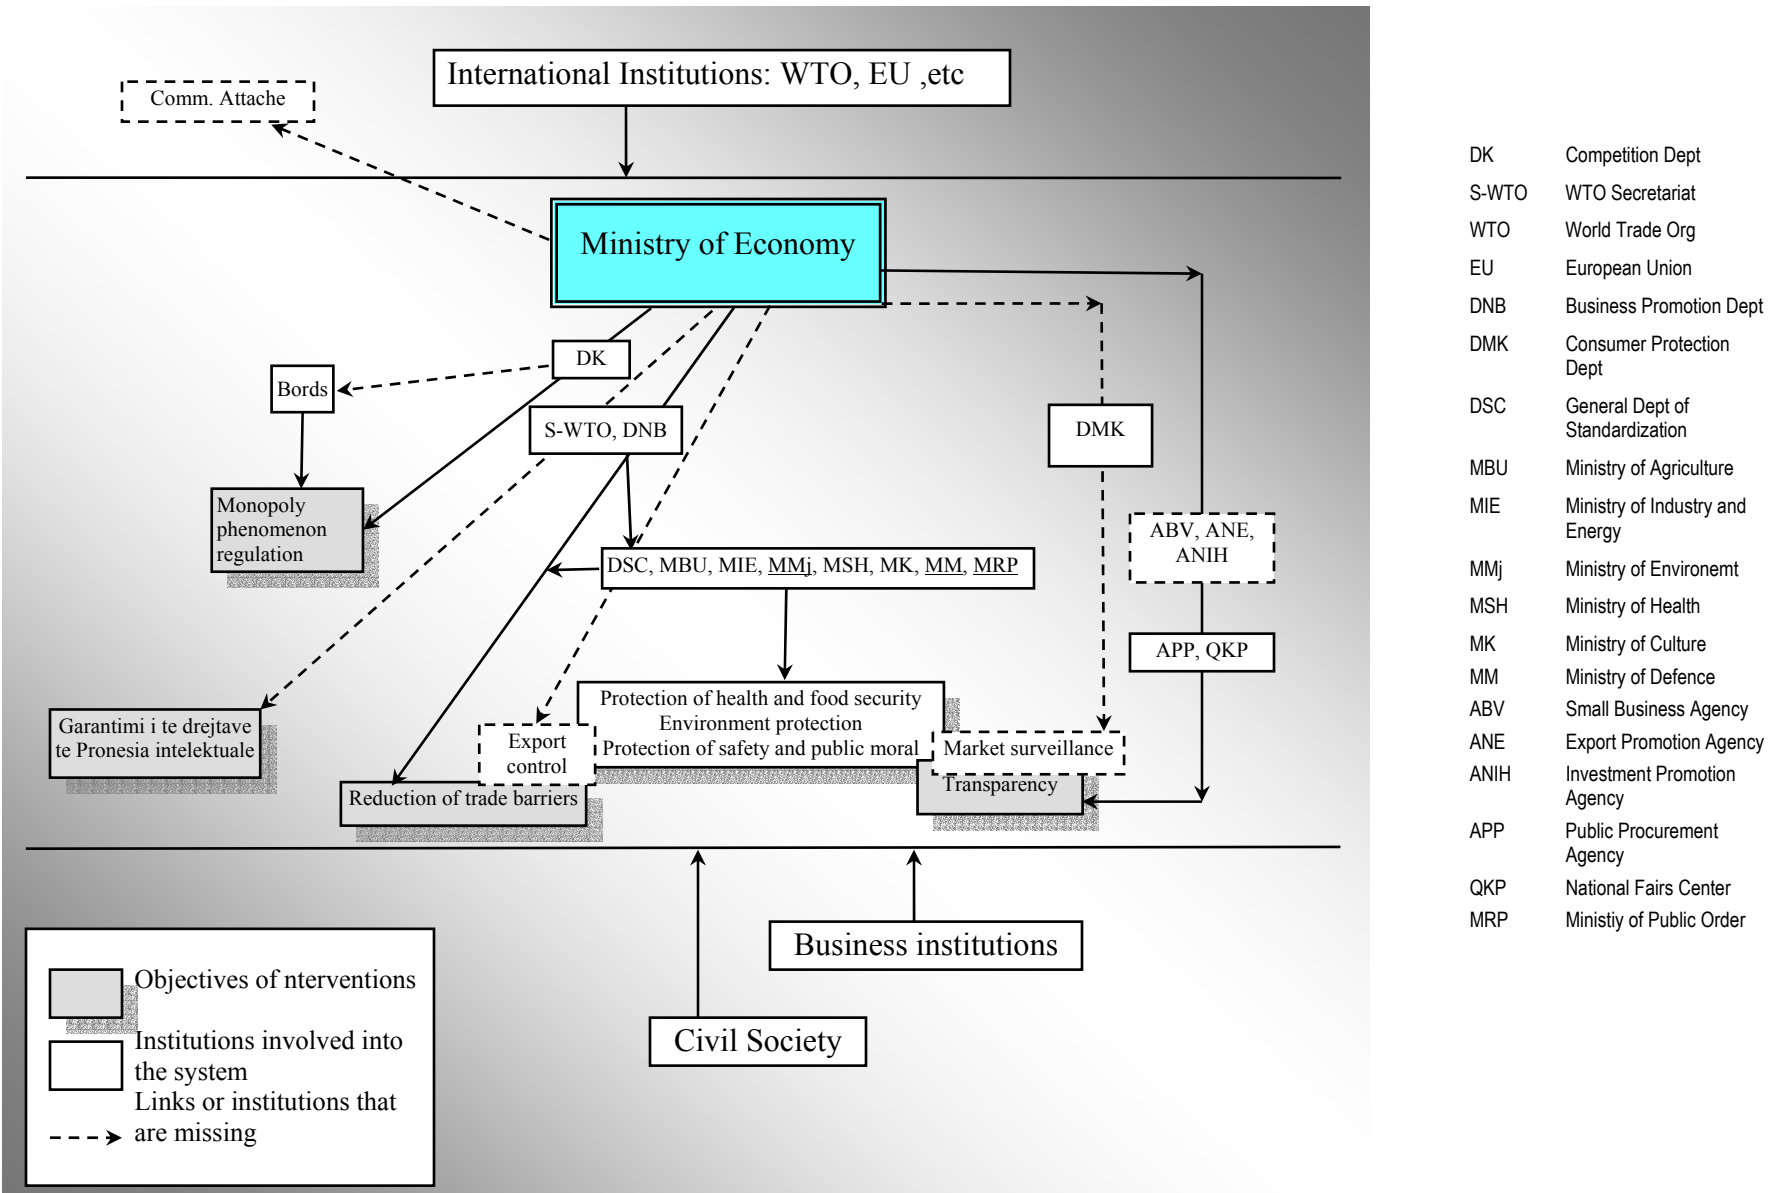 International Institutions: WTO, EU ,etc
Comm. Attache
Ministry of Economy
DK
Bords
S-WTO, DNB
DMK
Monopoly
phenomenon
regulation
ABV, ANE,
ANIH
DSC, MBU, MIE, MMj, MSH, MK, MM, MRP
APP, QKP
Protection of health and food security
Environment protection
Protection of safety and public moral
Garantimi i te drejtave
te Pronesia intelektuale
Export
control
Market surveillance
Transparency
Reduction of trade barriers
Business institutions
Civil Society
Objectives of nterventions
Institutions involved into
the system
Links or institutions that
are missing
DK Competition Dept
S-WTO WTO Secretariat
WTO World Trade Org
EU European Union
DNB Business Promotion Dept
DMK Consumer Protection
Dept
DSC General Dept of
Standardization
MBU Ministry of Agriculture
MIE Ministry of Industry and
Energy
MMj Ministry of Environemt
MSH Ministry of Health
MK Ministry of Culture
MM Ministry of Defence
ABV Small Business Agency
ANE Export Promotion Agency
ANIH Investment Promotion
Agency
APP Public Procurement
Agency
QKP National Fairs Center
MRP Ministiy of Public Order